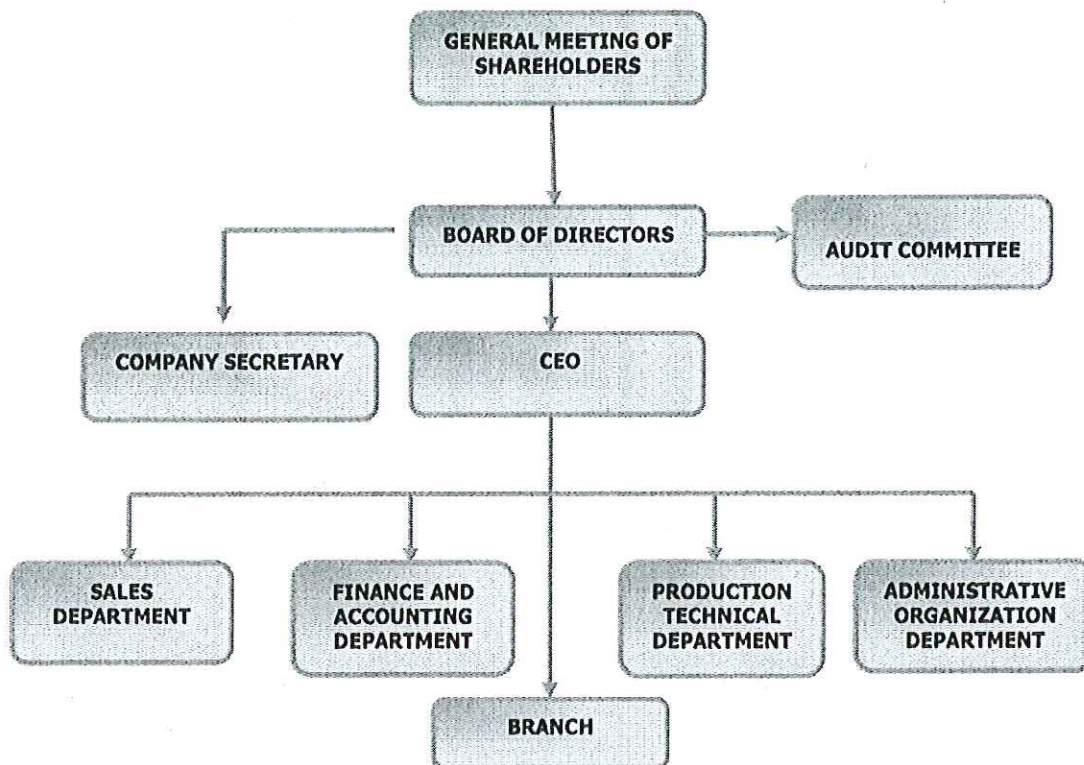 GENERAL MEETING OF
SHAREHOLDERS
BOARD OF DIRECTORS
AUDIT COMMITTEE
COMPANY SECRETARY
CEO
SALES
DEPARTMENT
FINANCE AND
ACCOUNTING
DEPARTMENT
PRODUCTION
TECHNICAL
DEPARTMENT
ADMINISTRATIVE
ORGANIZATION
DEPARTMENT
BRANCH